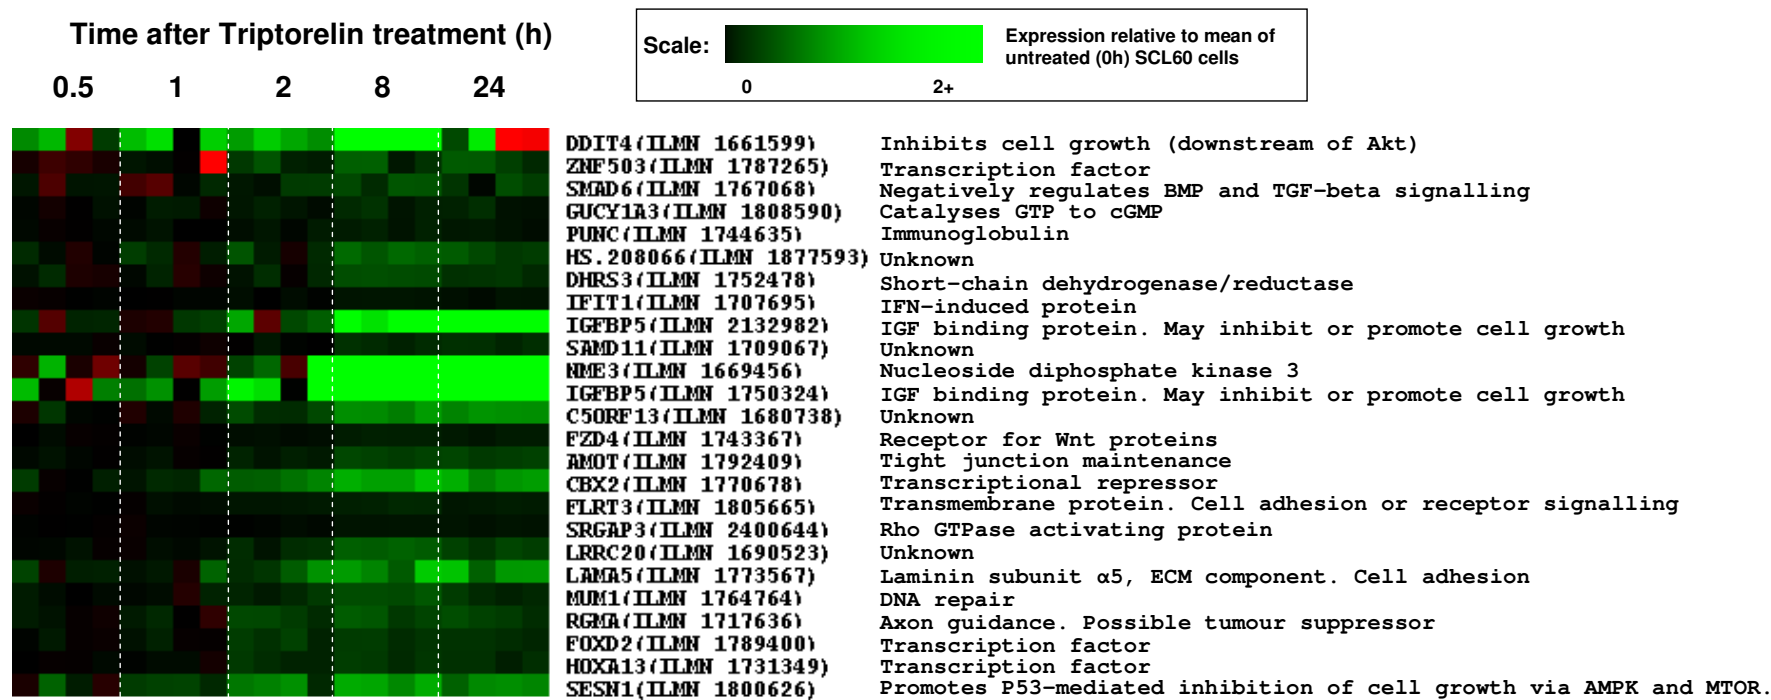 Time after Triptorelin treatment (h)
0.5 1 2 8 24
Scale:
0 2+
Expression relative to mean of
untreated (0h) SCL60 cells
DDIT4(ILMN 1661599) Inhibits cell growth (downstream of Akt)
ZNF503(ILMN 1787265) Transcription factor
SMAD6(ILMN 1767068) Negatively regulates BMP and TGF-beta signalling
GUCY1A3(ILMN 1808590) Catalyses GTP to cGMP
PUNC(ILMN 1744635) Immunoglobulin
HS.208066(ILMN 1877593) Unknown
DHRS3(ILMN 1752478) Short-chain dehydrogenase/reductase
IFIT1(ILMN 1707695) IFN-induced protein
IGFBP5(ILMN 2132982) IGF binding protein. May inhibit or promote cell growth
SAMD11(ILMN 1709067) Unknown
NME3(ILMN 1669456) Nucleoside diphosphate kinase 3
IGFBP5(ILMN 1750324) IGF binding protein. May inhibit or promote cell growth
C5ORF13(ILMN 1680738) Unknown
FZD4(ILMN 1743367) Receptor for Wnt proteins
AMOT(ILMN 1792409) Tight junction maintenance
CBX2(ILMN 1770678) Transcriptional repressor
FLRT3(ILMN 1805665) Transmembrane protein. Cell adhesion or receptor signalling
SRGAP3(ILMN 2400644) Rho GTPase activating protein
LRRC20(ILMN 1690523) Unknown
LAMA5(ILMN 1773567) Laminin subunit α5, ECM component. Cell adhesion
MUM1(ILMN 1764764) DNA repair
RGMA(ILMN 1717636) Axon guidance. Possible tumour suppressor
FOXD2(ILMN 1789400) Transcription factor
HOXA13(ILMN 1731349) Transcription factor
SESN1(ILMN 1800626) Promotes P53-mediated inhibition of cell growth via AMPK and MTOR.